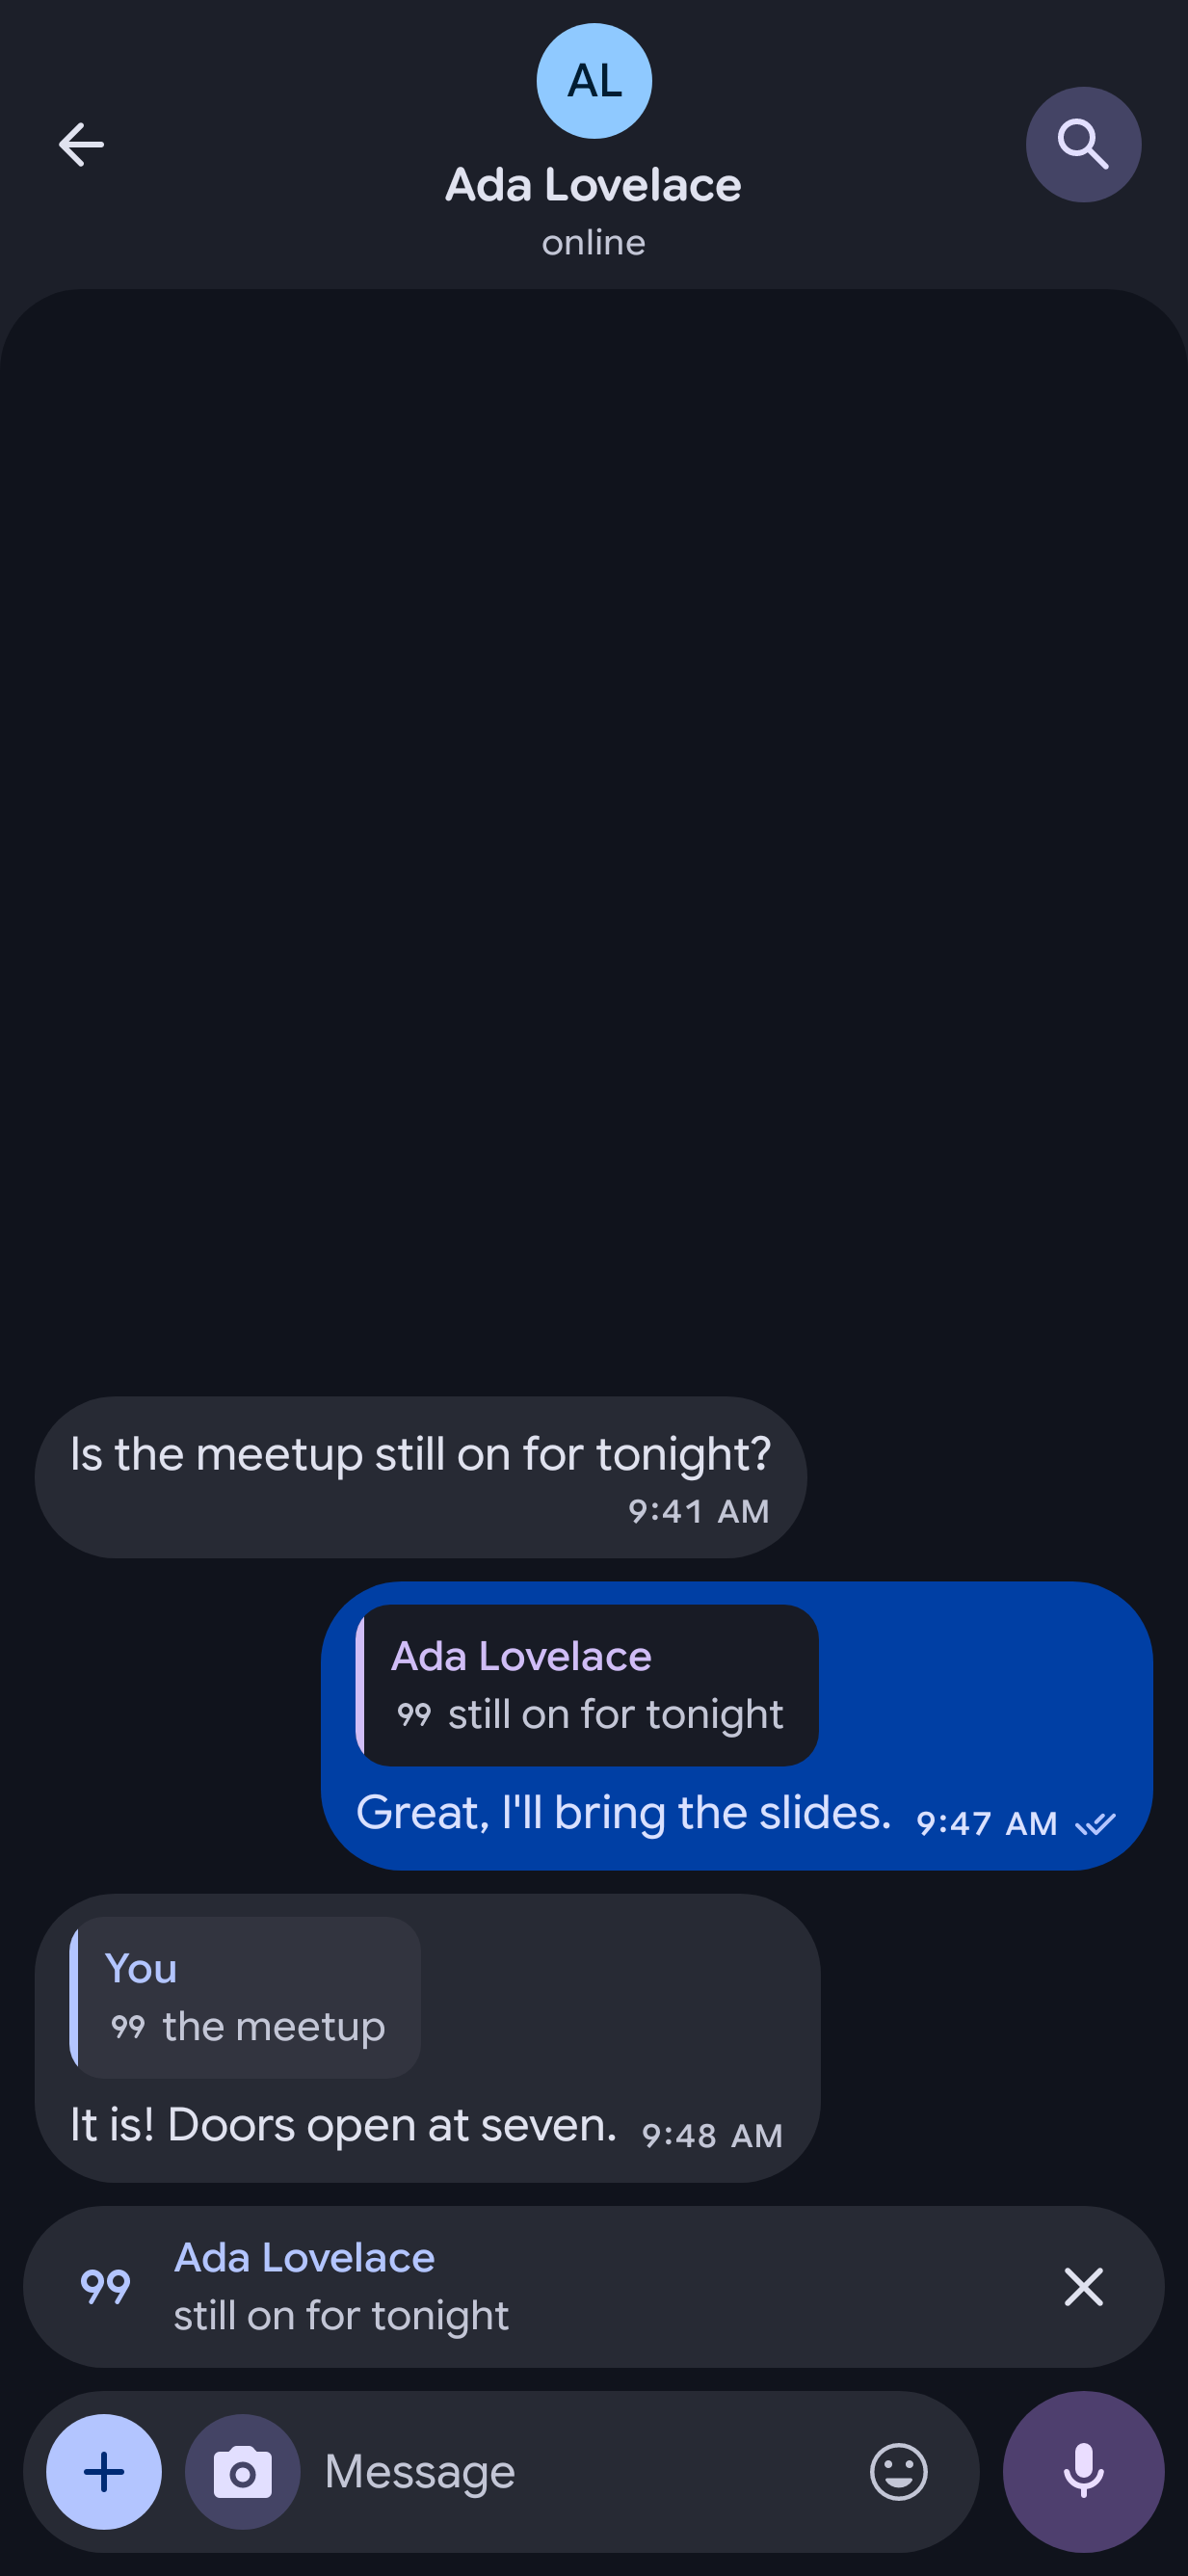 AL
Ada Lovelace
online
Is the meetup still on for tonight?
9:41 AM
Ada Lovelace
still on for tonight
Great, I'll bring the slides. 9:47 AM
You
the meetup
It is! Doors open at seven. 9:48 AM
Ada Lovelace
still on for tonight
Message